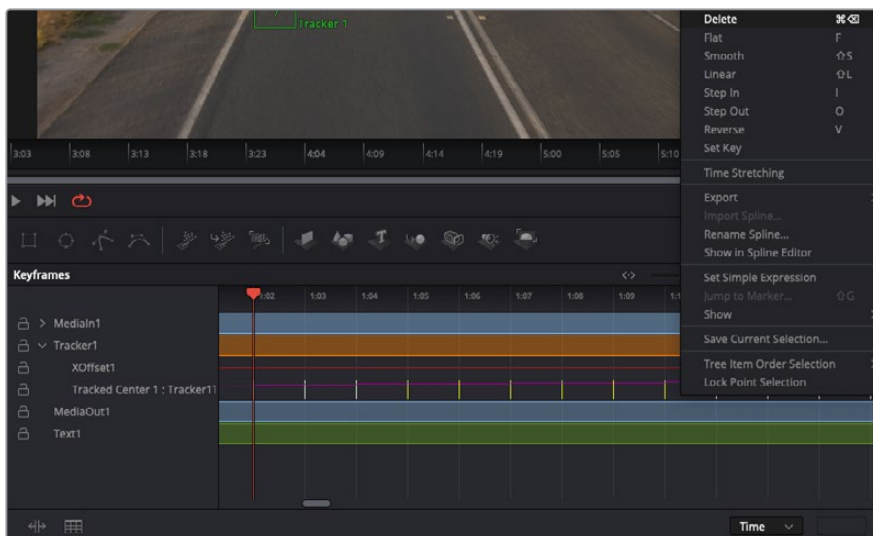 Tracker 1
Delete ⌘⌫
Flat F
Smooth ⇧S
Linear ⇧L
Step In I
Step Out O
Reverse V
Set Key
Time Stretching
Export
Import Spline...
Rename Spline...
Show in Spline Editor
Set Simple Expression
Jump to Marker... ⇧G
Show
Save Current Selection...
Tree Item Order Selection
Lock Point Selection
3:03 3:08 3:13 3:18 3:23 4:04 4:09 4:14 4:19 5:00 5:05 5:10
Keyframes
1:02 1:03 1:04 1:05 1:06 1:07 1:08 1:09
MediaIn1
Tracker1
XOffset1
Tracked Center 1 : Tracker1
MediaOut1
Text1
Time